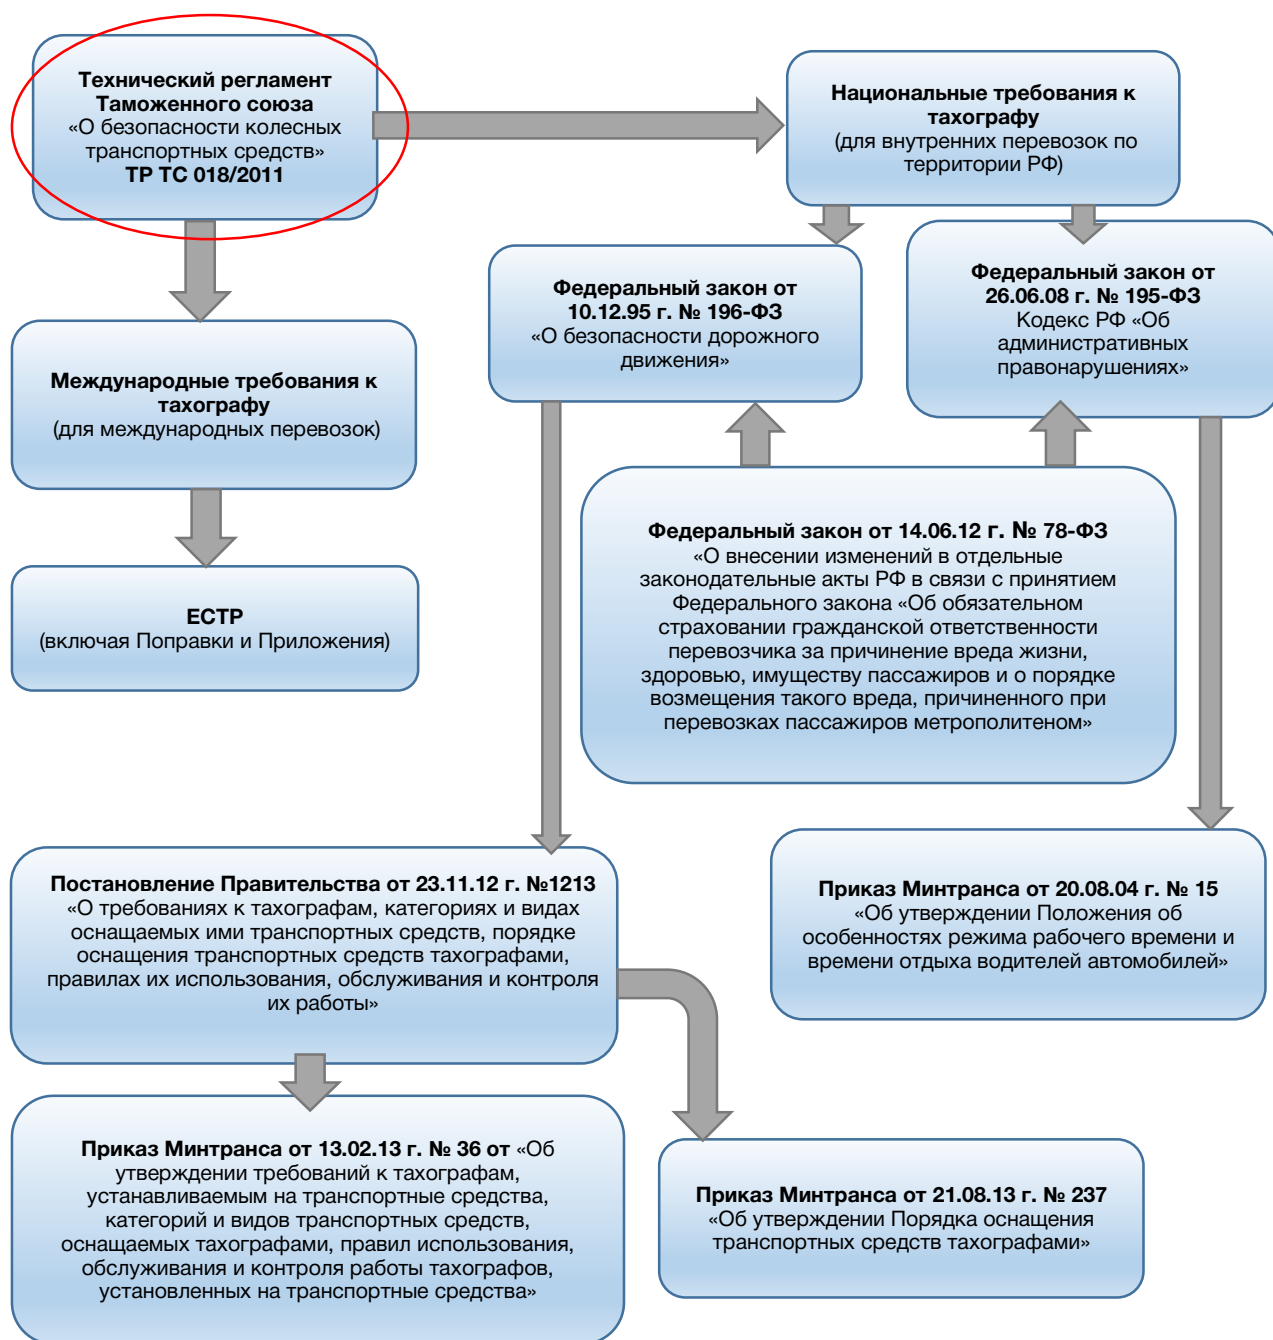 Технический регламент
Таможенного союза
«О безопасности колесных
транспортных средств»
ТР ТС 018/2011
Национальные требования к
тахографу
(для внутренних перевозок по
территории РФ)
Федеральный закон от
10.12.95 г. № 196-ФЗ
«О безопасности дорожного
движения»
Федеральный закон от
26.06.08 г. № 195-ФЗ
Кодекс РФ «Об
административных
правонарушениях»
Международные требования к
тахографу
(для международных перевозок)
Федеральный закон от 14.06.12 г. № 78-ФЗ
«О внесении изменений в отдельные
законодательные акты РФ в связи с принятием
Федерального закона «Об обязательном
страховании гражданской ответственности
перевозчика за причинение вреда жизни,
здоровью, имуществу пассажиров и о порядке
возмещения такого вреда, причиненного при
перевозках пассажиров метрополитеном»
ЕСТР
(включая Поправки и Приложения)
Постановление Правительства от 23.11.12 г. №1213
«О требованиях к тахографам, категориях и видах
оснащаемых ими транспортных средств, порядке
оснащения транспортных средств тахографами,
правилах их использования, обслуживания и контроля
их работы»
Приказ Минтранса от 20.08.04 г. № 15
«Об утверждении Положения об
особенностях режима рабочего времени и
времени отдыха водителей автомобилей»
Приказ Минтранса от 13.02.13 г. № 36 от «Об
утверждении требований к тахографам,
устанавливаемым на транспортные средства,
категорий и видов транспортных средств,
оснащаемых тахографами, правил использования,
обслуживания и контроля работы тахографов,
установленных на транспортные средства»
Приказ Минтранса от 21.08.13 г. № 237
«Об утверждении Порядка оснащения
транспортных средств тахографами»